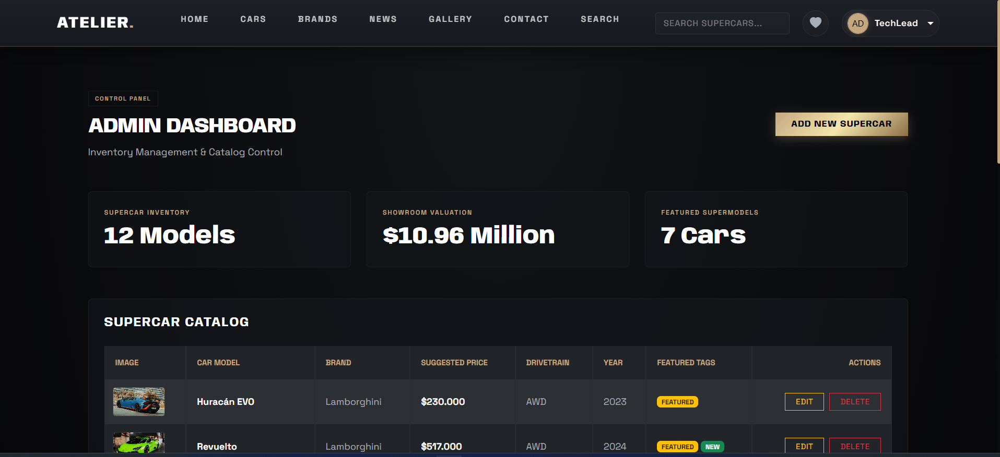 ATELIER.
HOME CARS BRANDS NEWS GALLERY CONTACT SEARCH
SEARCH SUPERCARS...
AD TechLead
CONTROL PANEL
ADMIN DASHBOARD
Inventory Management & Catalog Control
ADD NEW SUPERCAR
SUPERCAR INVENTORY
12 Models
SHOWROOM VALUATION
$10.96 Million
FEATURED SUPERMODELS
7 Cars
SUPERCAR CATALOG
IMAGE CAR MODEL BRAND SUGGESTED PRICE DRIVETRAIN YEAR FEATURED TAGS ACTIONS
Huracán EVO Lamborghini $230.000 AWD 2023 FEATURED EDIT DELETE
Revuelto Lamborghini $517.000 AWD 2024 FEATURED NEW EDIT DELETE